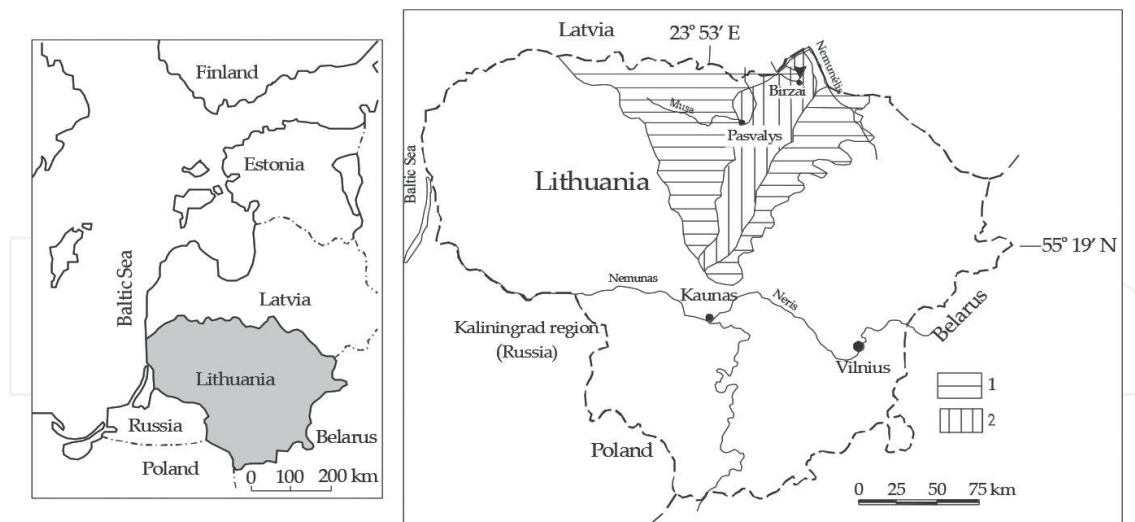 Finland
Estonia
Baltic Sea
Latvia
Lithuania
Russia
Belarus
Poland
0 100 200 km
Latvia
23° 53′ E
Nemunėlis
Birzai
Muša
Pasvalys
Baltic Sea
Lithuania
55° 19′ N
Nemunas
Kaunas
Neris
Belarus
Kaliningrad region
(Russia)
Vilnius
1
2
Poland
0 25 50 75 km